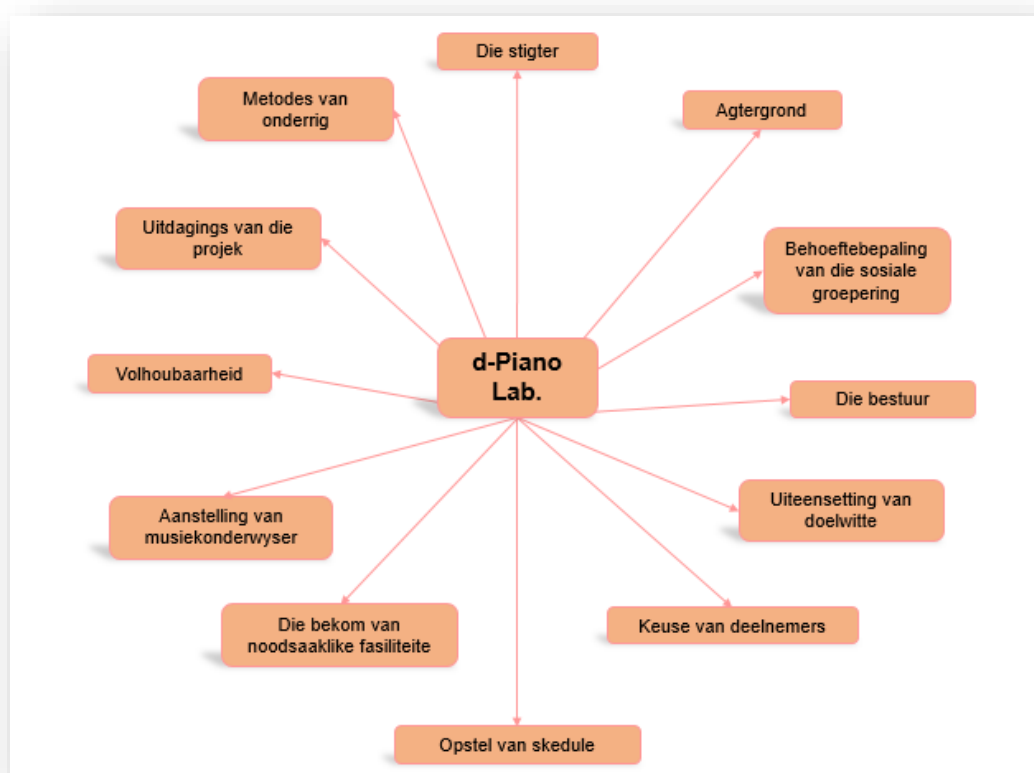 Die stigter
Metodes van
onderrig
Agtergrond
Uitdagings van die
projek
Behoeftebepaling
van die sosiale
groepering
d-Piano
Lab.
Volhoubaarheid
Die bestuur
Uiteensetting van
doelwitte
Aanstelling van
musiekonderwyser
Die bekom van
noodsaaklike fasiliteite
Keuse van deelnemers
Opstel van skedule